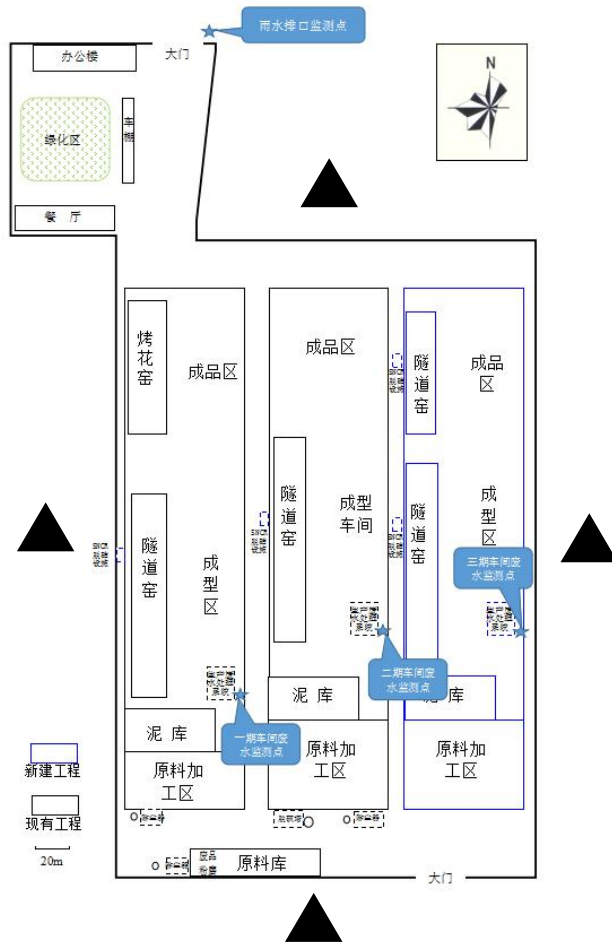 雨水排口监测点
办公楼
大门
N
车
棚
绿化区
餐 厅
烤
花
窑
成品区
成品区
隧
道
窑
成品
区
隧
道
窑
成型
车间
隧
道
窑
成
型
区
隧
道
窑
成
型
区
三期车间废
水监测点
二期车间废
水监测点
一期车间废
水监测点
泥 库
泥 库
泥 库
原料加
工区
原料加
工区
原料加
工区
新建工程
现有工程
20m
原料库
大门